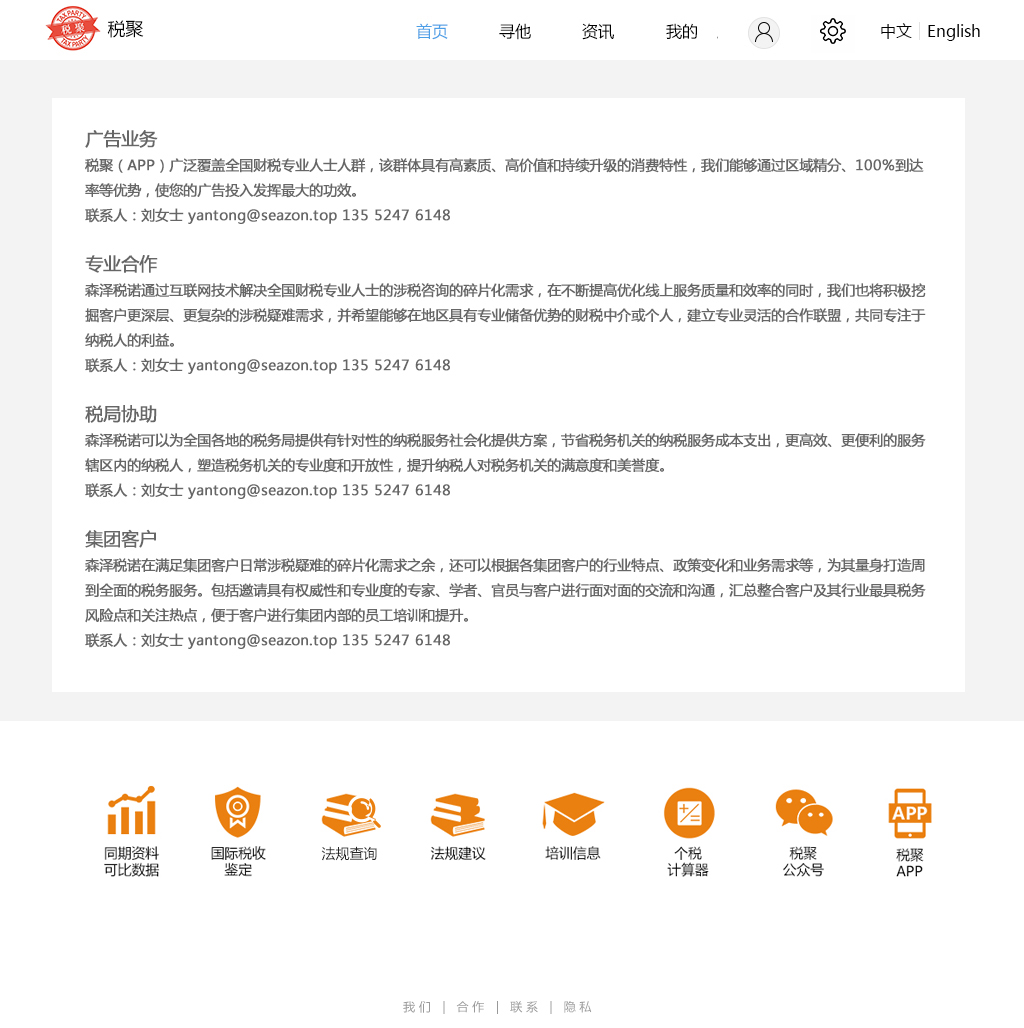 TAX PARTY
税聚
TAX PARTY
税聚
首页 寻他 资讯 我的 . 中文 English
广告业务
税聚（APP）广泛覆盖全国财税专业人士人群，该群体具有高素质、高价值和持续升级的消费特性，我们能够通过区域精分、100%到达
率等优势，使您的广告投入发挥最大的功效。
联系人：刘女士 yantong@seazon.top 135 5247 6148
专业合作
森泽税诺通过互联网技术解决全国财税专业人士的涉税咨询的碎片化需求，在不断提高优化线上服务质量和效率的同时，我们也将积极挖
掘客户更深层、更复杂的涉税疑难需求，并希望能够在地区具有专业储备优势的财税中介或个人，建立专业灵活的合作联盟，共同专注于
纳税人的利益。
联系人：刘女士 yantong@seazon.top 135 5247 6148
税局协助
森泽税诺可以为全国各地的税务局提供有针对性的纳税服务社会化提供方案，节省税务机关的纳税服务成本支出，更高效、更便利的服务
辖区内的纳税人，塑造税务机关的专业度和开放性，提升纳税人对税务机关的满意度和美誉度。
联系人：刘女士 yantong@seazon.top 135 5247 6148
集团客户
森泽税诺在满足集团客户日常涉税疑难的碎片化需求之余，还可以根据各集团客户的行业特点、政策变化和业务需求等，为其量身打造周
到全面的税务服务。包括邀请具有权威性和专业度的专家、学者、官员与客户进行面对面的交流和沟通，汇总整合客户及其行业最具税务
风险点和关注热点，便于客户进行集团内部的员工培训和提升。
联系人：刘女士 yantong@seazon.top 135 5247 6148
同期资料
可比数据
国际税收
鉴定
法规查询
法规建议
培训信息
个税
计算器
税聚
公众号
APP
税聚
APP
我们 | 合作 | 联系 | 隐私